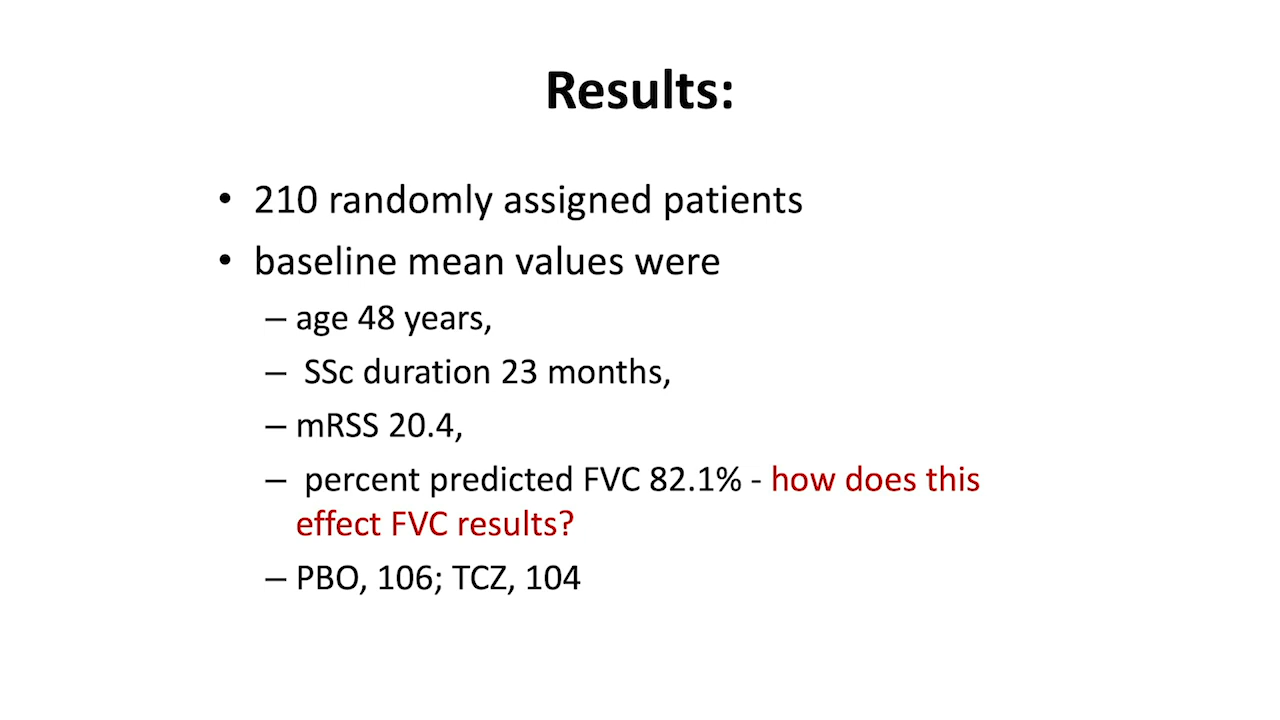 Results:
• 210 randomly assigned patients
• baseline mean values were
– age 48 years,
– SSc duration 23 months,
– mRSS 20.4,
– percent predicted FVC 82.1% - how does this
effect FVC results?
– PBO, 106; TCZ, 104